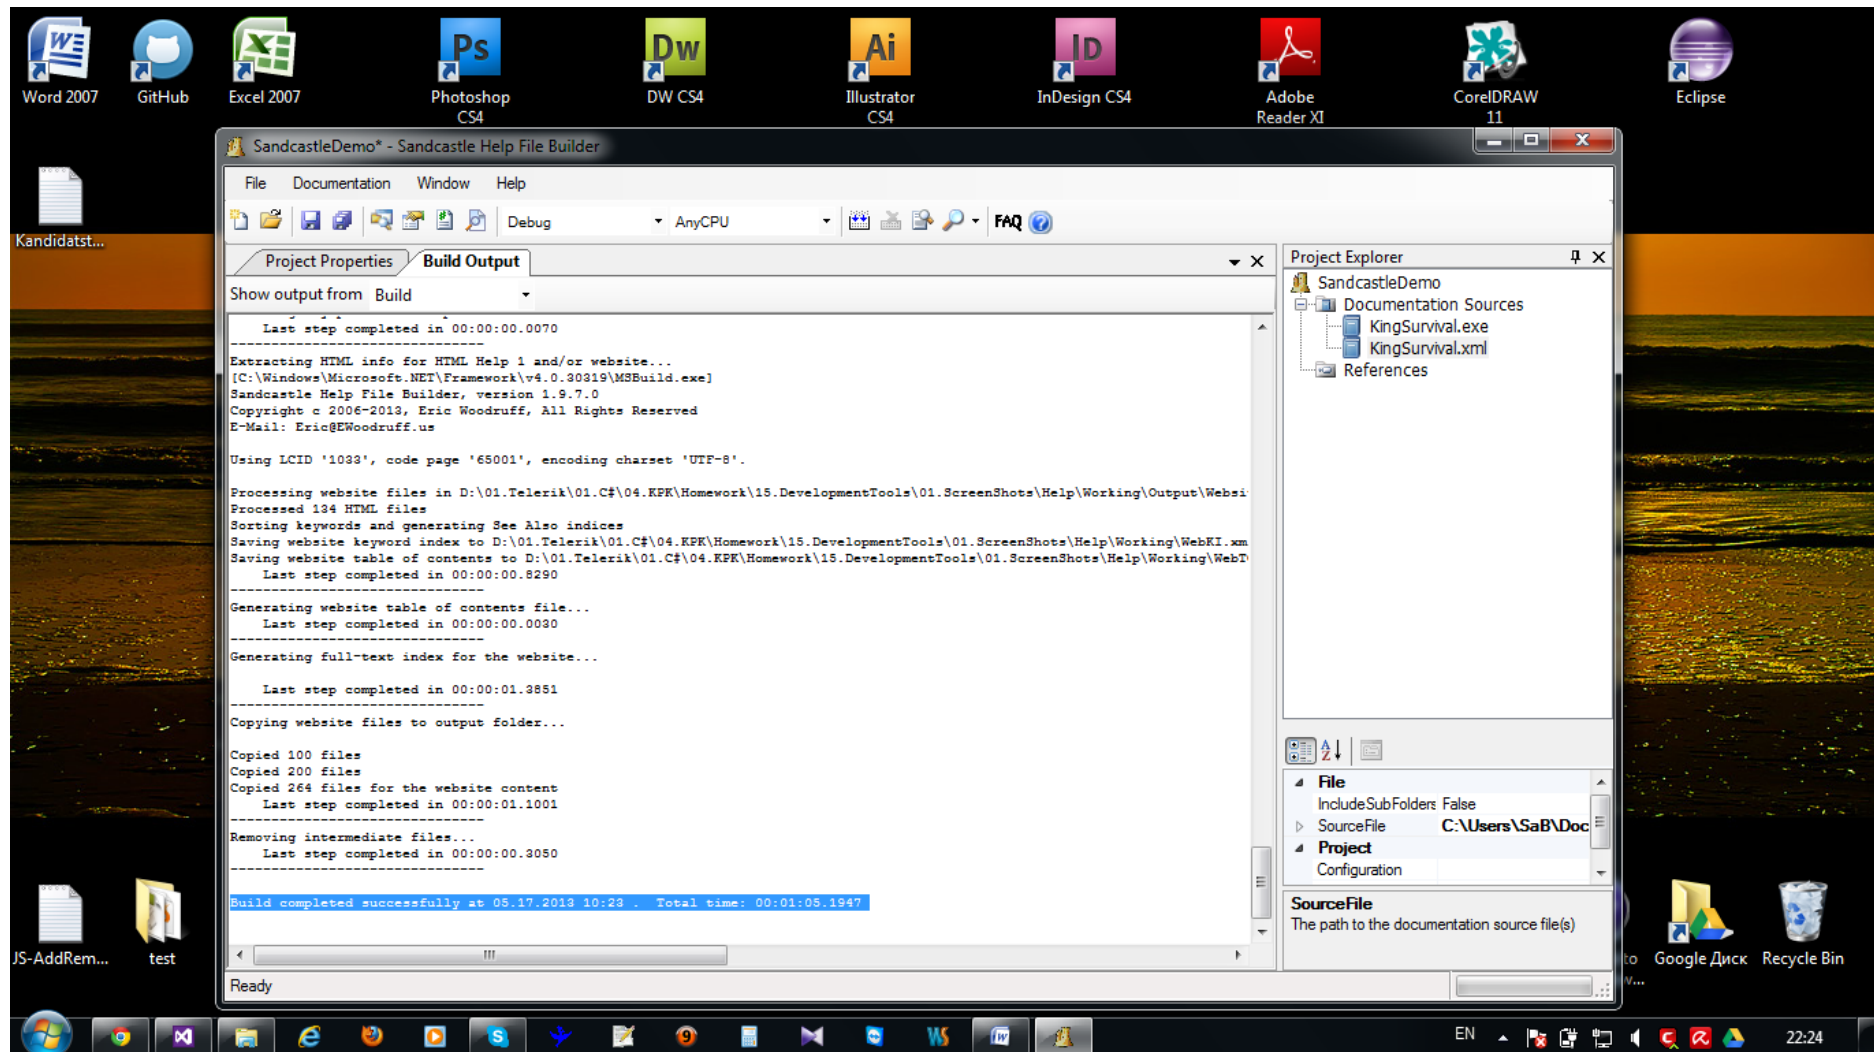 Word 2007
GitHub
Excel 2007
Ps
Photoshop
CS4
Dw
DW CS4
Ai
Illustrator
CS4
ID
InDesign CS4
Adobe
Reader XI
CorelDRAW
11
Eclipse
Kandidatst...
SandcastleDemo* - Sandcastle Help File Builder
File Documentation Window Help
Debug AnyCPU FAQ
Project Properties Build Output
Show output from Build
Last step completed in 00:00:00.0070
-------------------------------
Extracting HTML info for HTML Help 1 and/or website...
[C:\Windows\Microsoft.NET\Framework\v4.0.30319\MSBuild.exe]
Sandcastle Help File Builder, version 1.9.7.0
Copyright c 2006-2013, Eric Woodruff, All Rights Reserved
E-Mail: Eric@EWoodruff.us
Using LCID '1033', code page '65001', encoding charset 'UTF-8'.
Processing website files in D:\01.Telerik\01.C#\04.KPK\Homework\15.DevelopmentTools\01.ScreenShots\Help\Working\Output\Websi
Processed 134 HTML files
Sorting keywords and generating See Also indices
Saving website keyword index to D:\01.Telerik\01.C#\04.KPK\Homework\15.DevelopmentTools\01.ScreenShots\Help\Working\WebKI.xm
Saving website table of contents to D:\01.Telerik\01.C#\04.KPK\Homework\15.DevelopmentTools\01.ScreenShots\Help\Working\WebT
Last step completed in 00:00:00.8290
-------------------------------
Generating website table of contents file...
Last step completed in 00:00:00.0030
-------------------------------
Generating full-text index for the website...
Last step completed in 00:00:01.3851
-------------------------------
Copying website files to output folder...
Copied 100 files
Copied 200 files
Copied 264 files for the website content
Last step completed in 00:00:01.1001
-------------------------------
Removing intermediate files...
Last step completed in 00:00:00.3050
-------------------------------
Build completed successfully at 05.17.2013 10:23 . Total time: 00:01:05.1947
Ready
Project Explorer
SandcastleDemo
Documentation Sources
KingSurvival.exe
KingSurvival.xml
References
File
IncludeSubFolders False
SourceFile C:\Users\SaB\Doc
Project
Configuration
SourceFile
The path to the documentation source file(s)
JS-AddRem...
test
to
Google Диск
Recycle Bin
EN
22:24